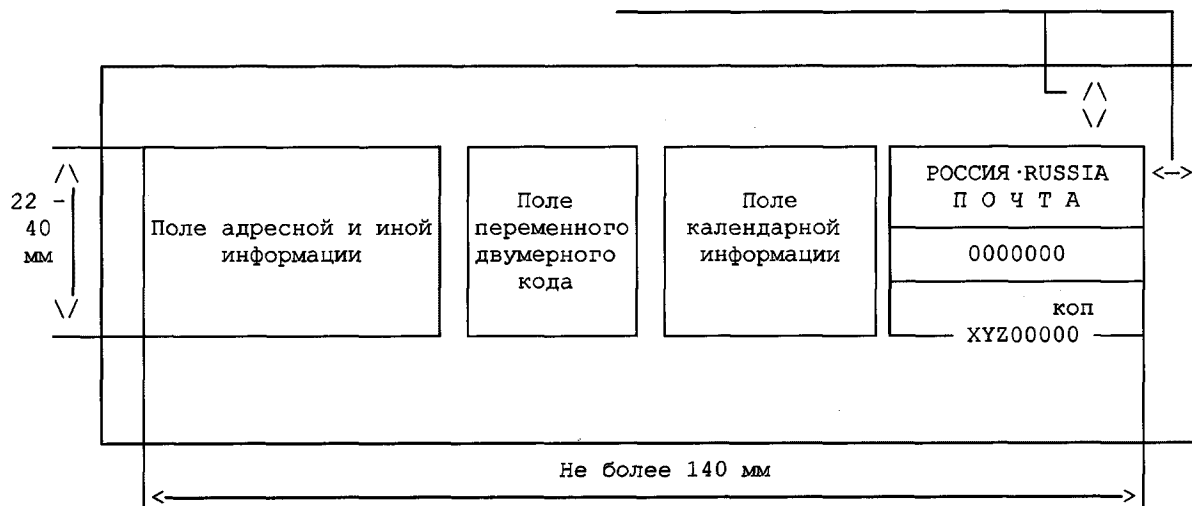 РОССИЯ·RUSSIA
П О Ч Т А
22 -
40
мм
Поле адресной и иной
информации
Поле
переменного
двумерного
кода
Поле
календарной
информации
0000000
коп
XYZ00000
Не более 140 мм